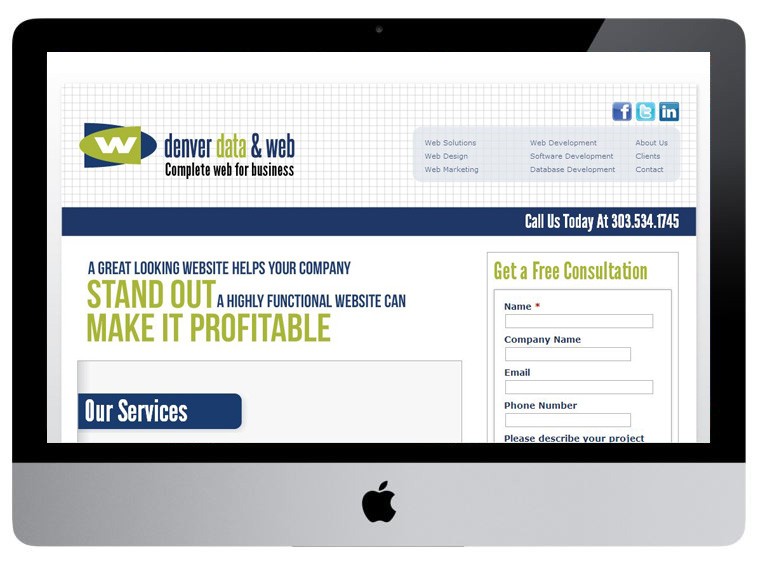 f t in
W
denver data & web
Complete web for business
Web Solutions Web Development About Us
Web Design Software Development Clients
Web Marketing Database Development Contact
Call Us Today At 303.534.1745
A GREAT LOOKING WEBSITE HELPS YOUR COMPANY
STAND OUT A HIGHLY FUNCTIONAL WEBSITE CAN
MAKE IT PROFITABLE
Our Services
Get a Free Consultation
Name *
Company Name
Email
Phone Number
Please describe your project